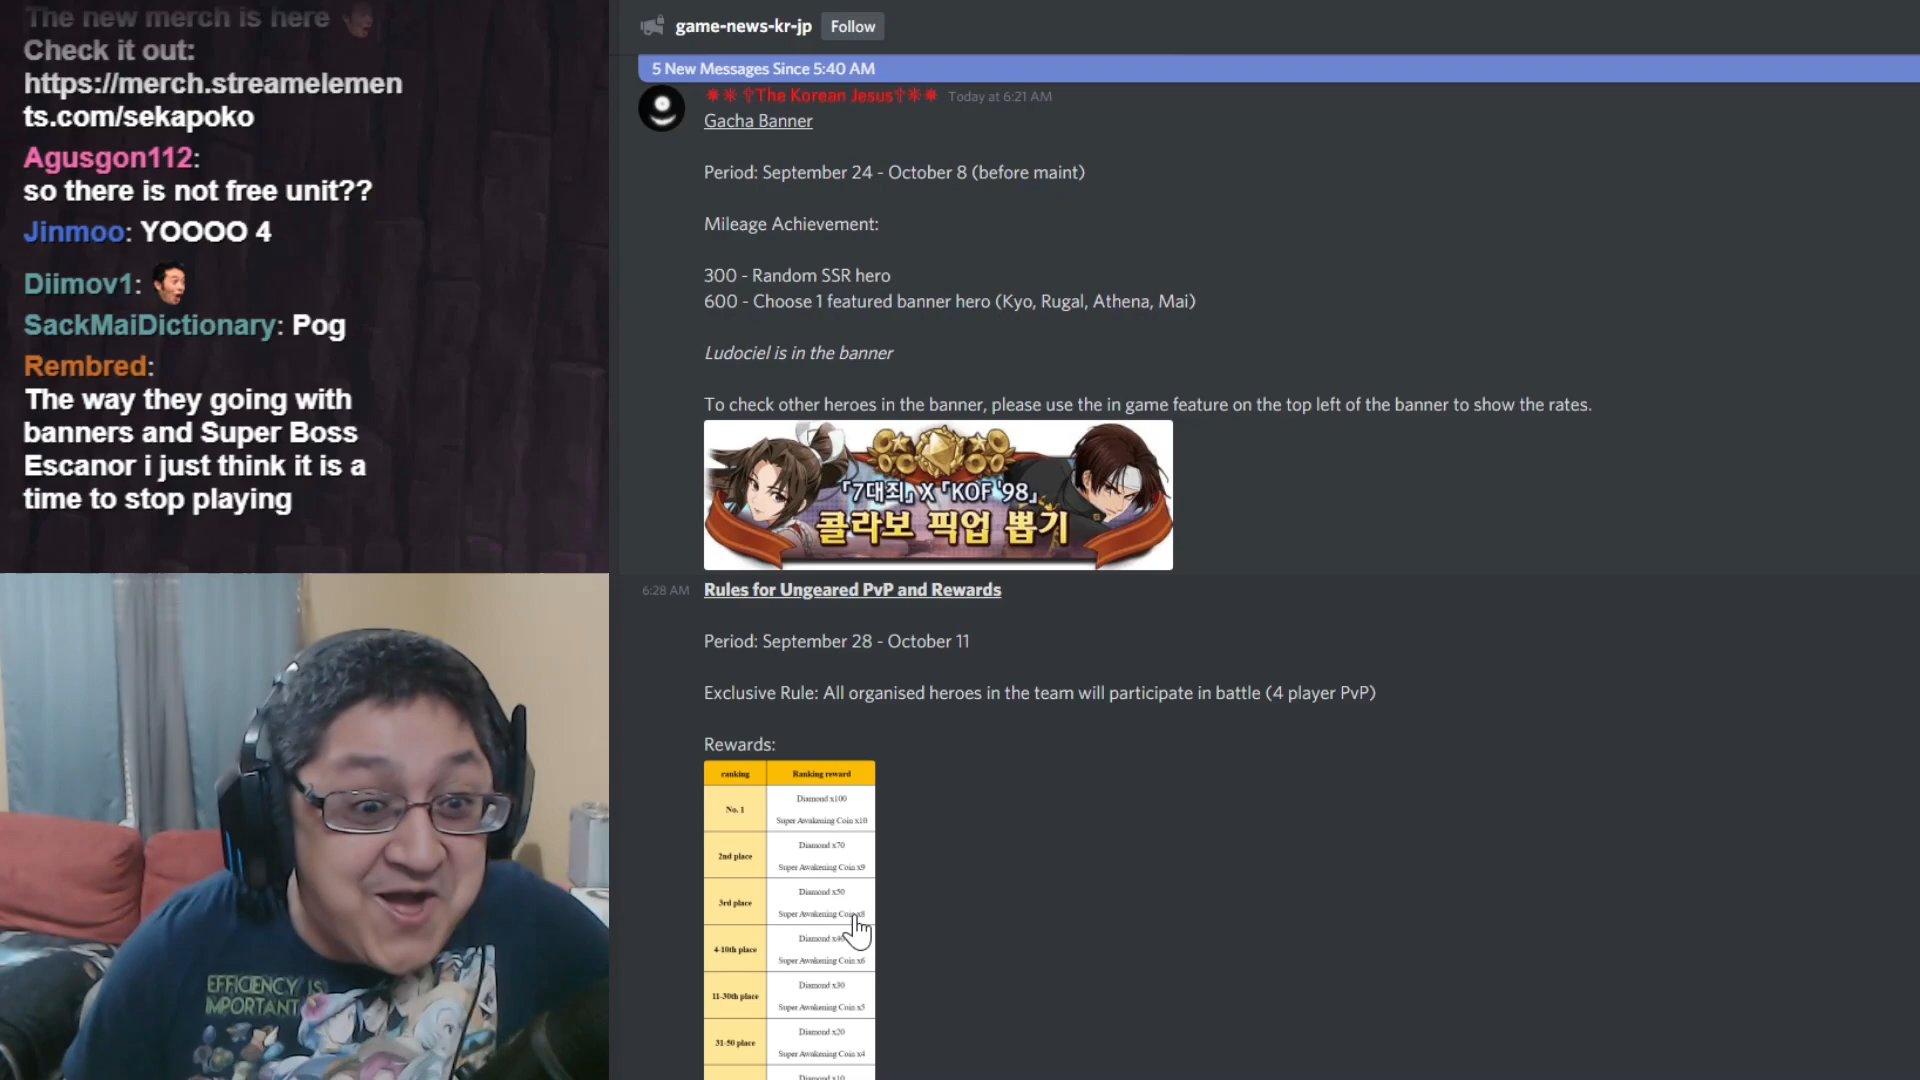 The new merch is here
Check it out:
https://merch.streamelemen
ts.com/sekapoko
Agusgon112:
so there is not free unit??
Jinmoo: YOOOO 4
Diimov1:
SackMaiDictionary: Pog
Rembred:
The way they going with
banners and Super Boss
Escanor i just think it is a
time to stop playing
EFFICIENCY IS
IMPORTANT
game-news-kr-jp Follow
5 New Messages Since 5:40 AM
✷✷✞The Korean Jesus✞✷✷ Today at 6:21 AM
Gacha Banner
Period: September 24 - October 8 (before maint)
Mileage Achievement:
300 - Random SSR hero
600 - Choose 1 featured banner hero (Kyo, Rugal, Athena, Mai)
Ludociel is in the banner
To check other heroes in the banner, please use the in game feature on the top left of the banner to show the rates.
「7대죄」 X 「KOF '98」
콜라보 픽업 뽑기
6:28 AM Rules for Ungeared PvP and Rewards
Period: September 28 - October 11
Exclusive Rule: All organised heroes in the team will participate in battle (4 player PvP)
Rewards:
ranking Ranking reward
No. 1 Diamond x100
Super Awakening Coin x10
2nd place Diamond x70
Super Awakening Coin x9
3rd place Diamond x50
Super Awakening Coin x8
4-10th place Diamond x40
Super Awakening Coin x6
11-30th place Diamond x30
Super Awakening Coin x5
31-50 place Diamond x20
Super Awakening Coin x4
Diamond x10